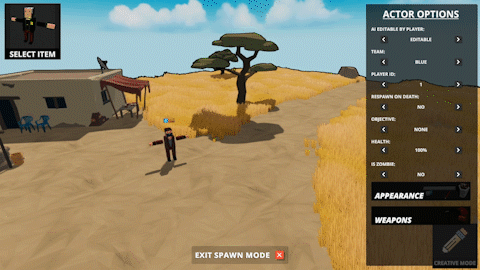 ACTOR OPTIONS
AI EDITABLE BY PLAYER:
EDITABLE
TEAM:
BLUE
PLAYER ID:
1
RESPAWN ON DEATH:
NO
OBJECTIVE:
NONE
HEALTH:
100%
IS ZOMBIE:
NO
APPEARANCE
WEAPONS
CREATIVE MODE
SELECT ITEM
EXIT SPAWN MODE